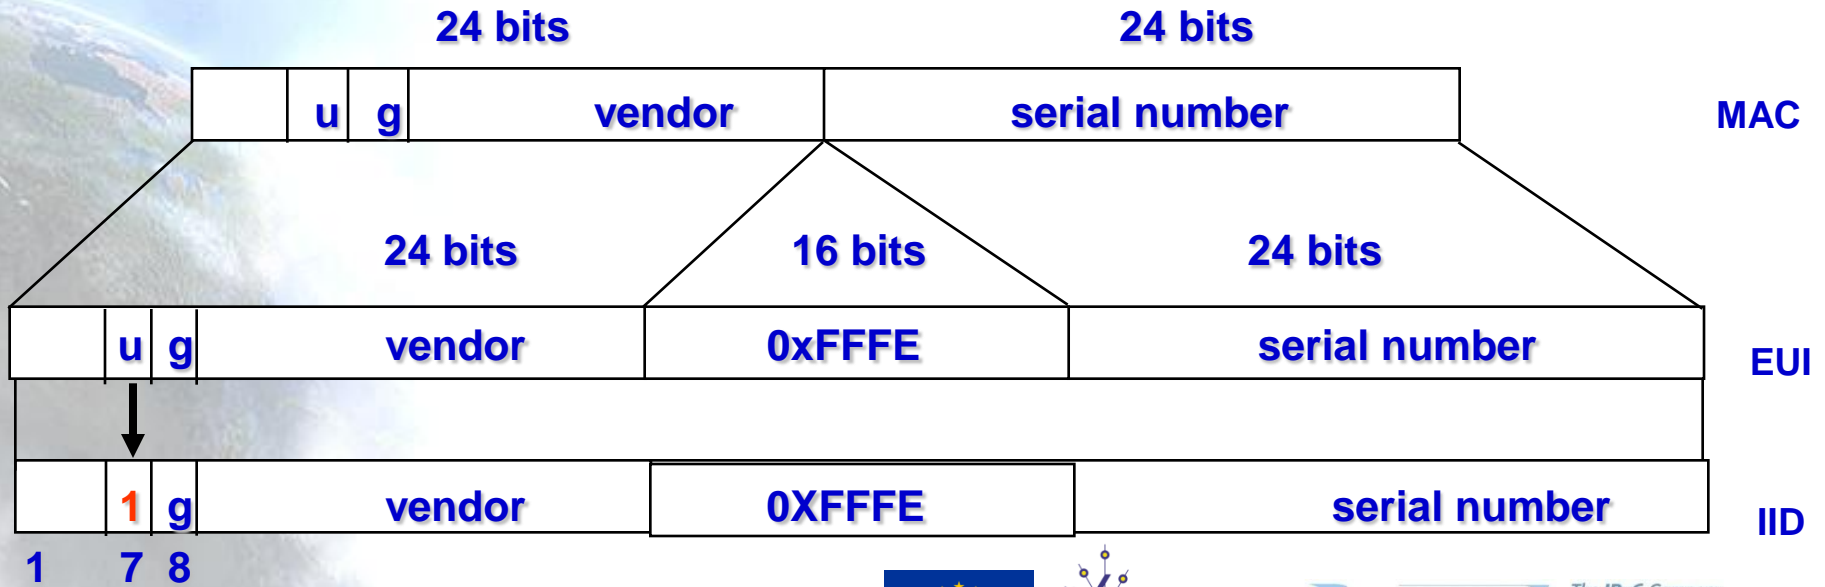 24 bits 24 bits
u g vendor serial number MAC
24 bits 16 bits 24 bits
u g vendor 0xFFFE serial number EUI
1 g vendor 0XFFFE serial number IID
1 7 8